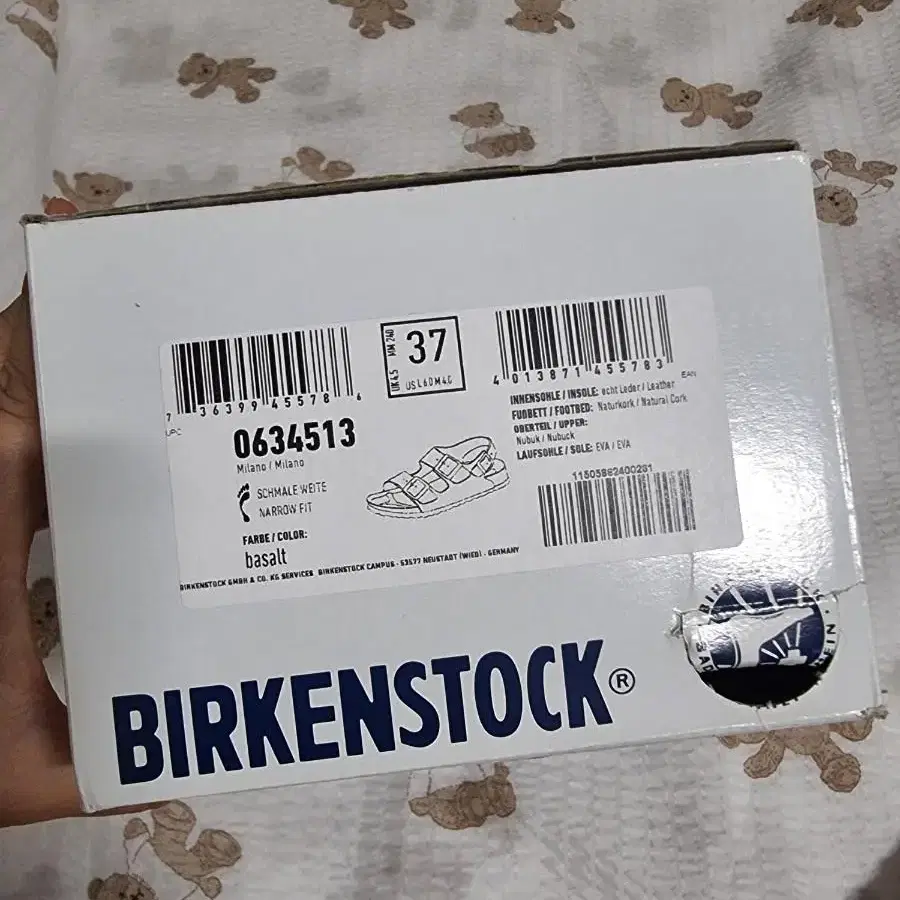 7 36399 45578 6
UPC
0634513
Milano / Milano
SCHMALE WEITE
NARROW FIT
FARBE / COLOR:
basalt
UK 4.5 MM 240
37
US L 6.0 M 4.0
4 013871 455783
EAN
INNENSOHLE / INSOLE: echt Leder / Leather
FUßBETT / FOOTBED: Naturkork / Natural Cork
OBERTEIL / UPPER:
Nubuk / Nubuck
LAUFSOHLE / SOLE: EVA / EVA
BIRKENSTOCK GMBH & CO. KG SERVICES BIRKENSTOCK CAMPUS · 53577 NEUSTADT (WIED) · GERMANY
BIRKENSTOCK®